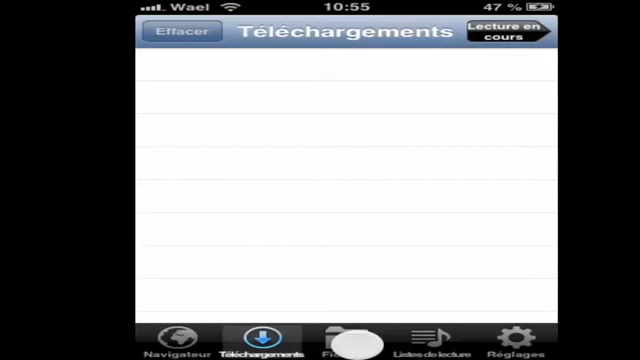 Wael
10:55
47 %
Effacer
Téléchargements
Lecture en
cours
Navigateur
Téléchargements
Listes de lecture
Réglages